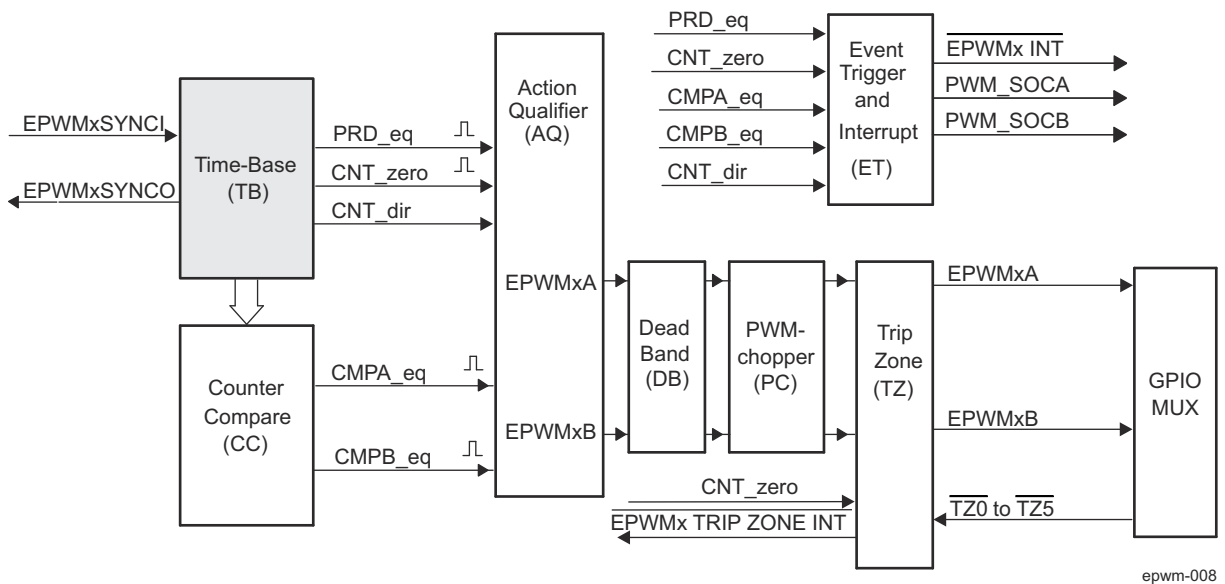 EPWMxSYNCI
EPWMxSYNCO
Time-Base
(TB)
PRD_eq
CNT_zero
CNT_dir
Counter
Compare
(CC)
CMPA_eq
CMPB_eq
Action
Qualifier
(AQ)
EPWMxA
EPWMxB
PRD_eq
CNT_zero
CMPA_eq
CMPB_eq
CNT_dir
Event
Trigger
and
Interrupt
(ET)
EPWMx INT
PWM_SOCA
PWM_SOCB
Dead
Band
(DB)
PWM-
chopper
(PC)
Trip
Zone
(TZ)
CNT_zero
EPWMx TRIP ZONE INT
EPWMxA
EPWMxB
TZ0 to TZ5
GPIO
MUX
epwm-008